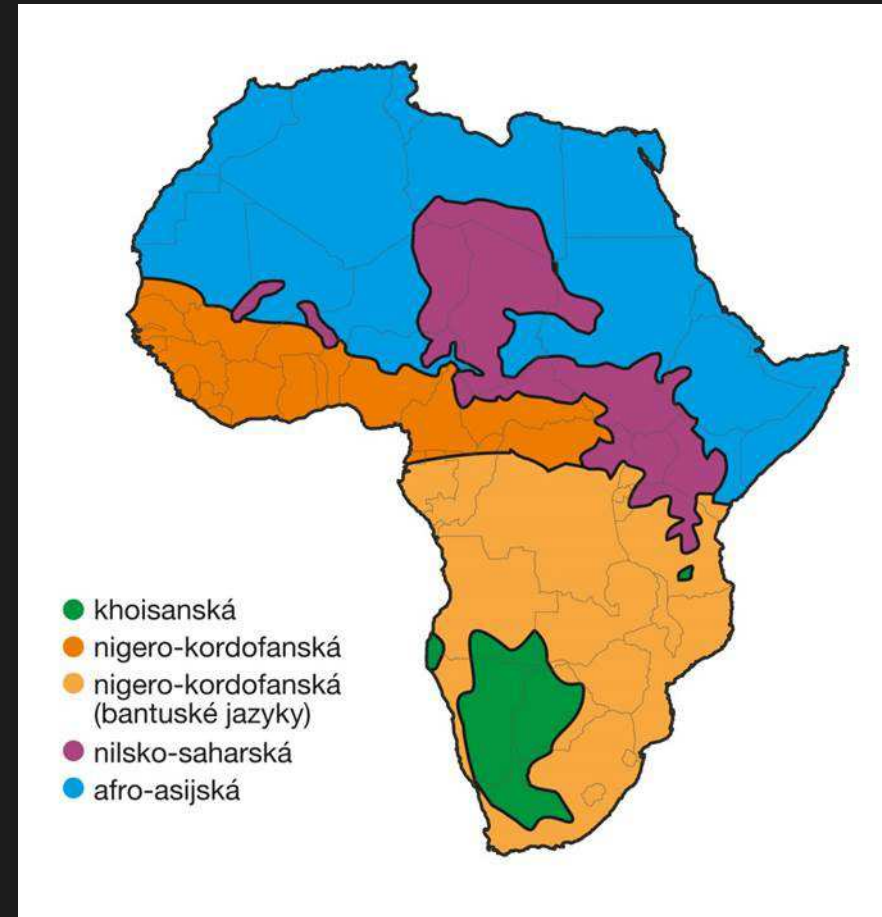 khoisanská
nigero-kordofanská
nigero-kordofanská
(bantuské jazyky)
nilsko-saharská
afro-asijská